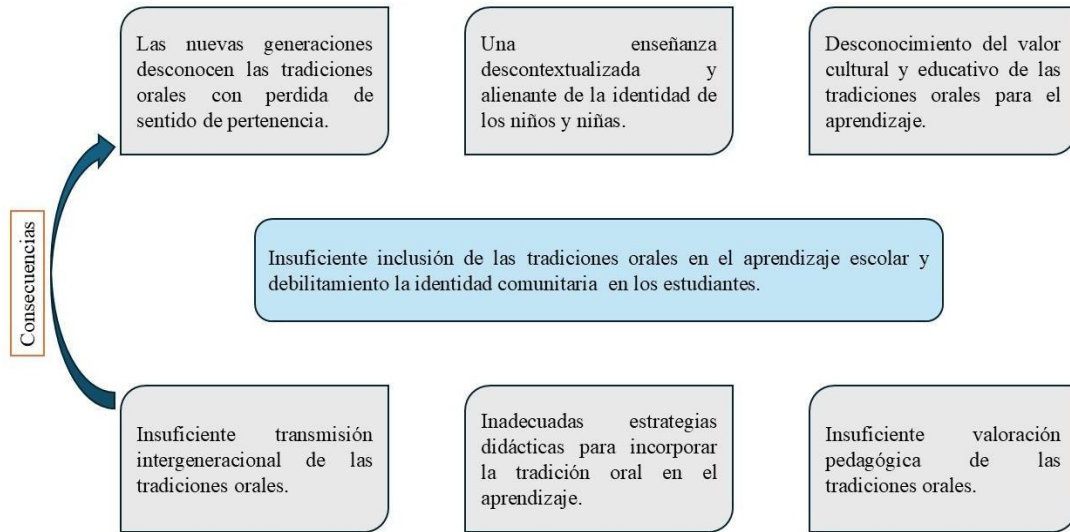 Las nuevas generaciones
desconocen las tradiciones
orales con perdida de
sentido de pertenencia.
Una enseñanza
descontextualizada y
alienante de la identidad de
los niños y niñas.
Desconocimiento del valor
cultural y educativo de las
tradiciones orales para el
aprendizaje.
Consecuencias
Insuficiente inclusión de las tradiciones orales en el aprendizaje escolar y
debilitamiento la identidad comunitaria en los estudiantes.
Insuficiente transmisión
intergeneracional de las
tradiciones orales.
Inadecuadas estrategias
didácticas para incorporar
la tradición oral en el
aprendizaje.
Insuficiente valoración
pedagógica de las
tradiciones orales.